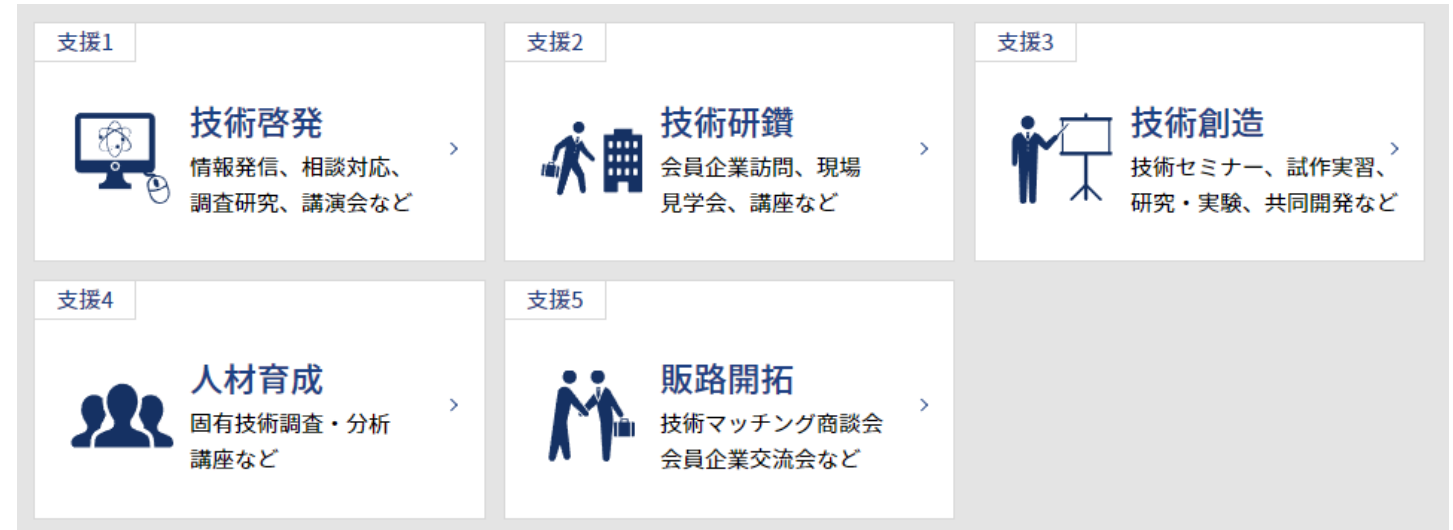 支援1
技術啓発
情報発信、相談対応、
調査研究、講演会など
支援2
技術研鑽
会員企業訪問、現場
見学会、講座など
支援3
技術創造
技術セミナー、試作実習、
研究・実験、共同開発など
支援4
人材育成
固有技術調査・分析
講座など
支援5
販路開拓
技術マッチング商談会
会員企業交流会など